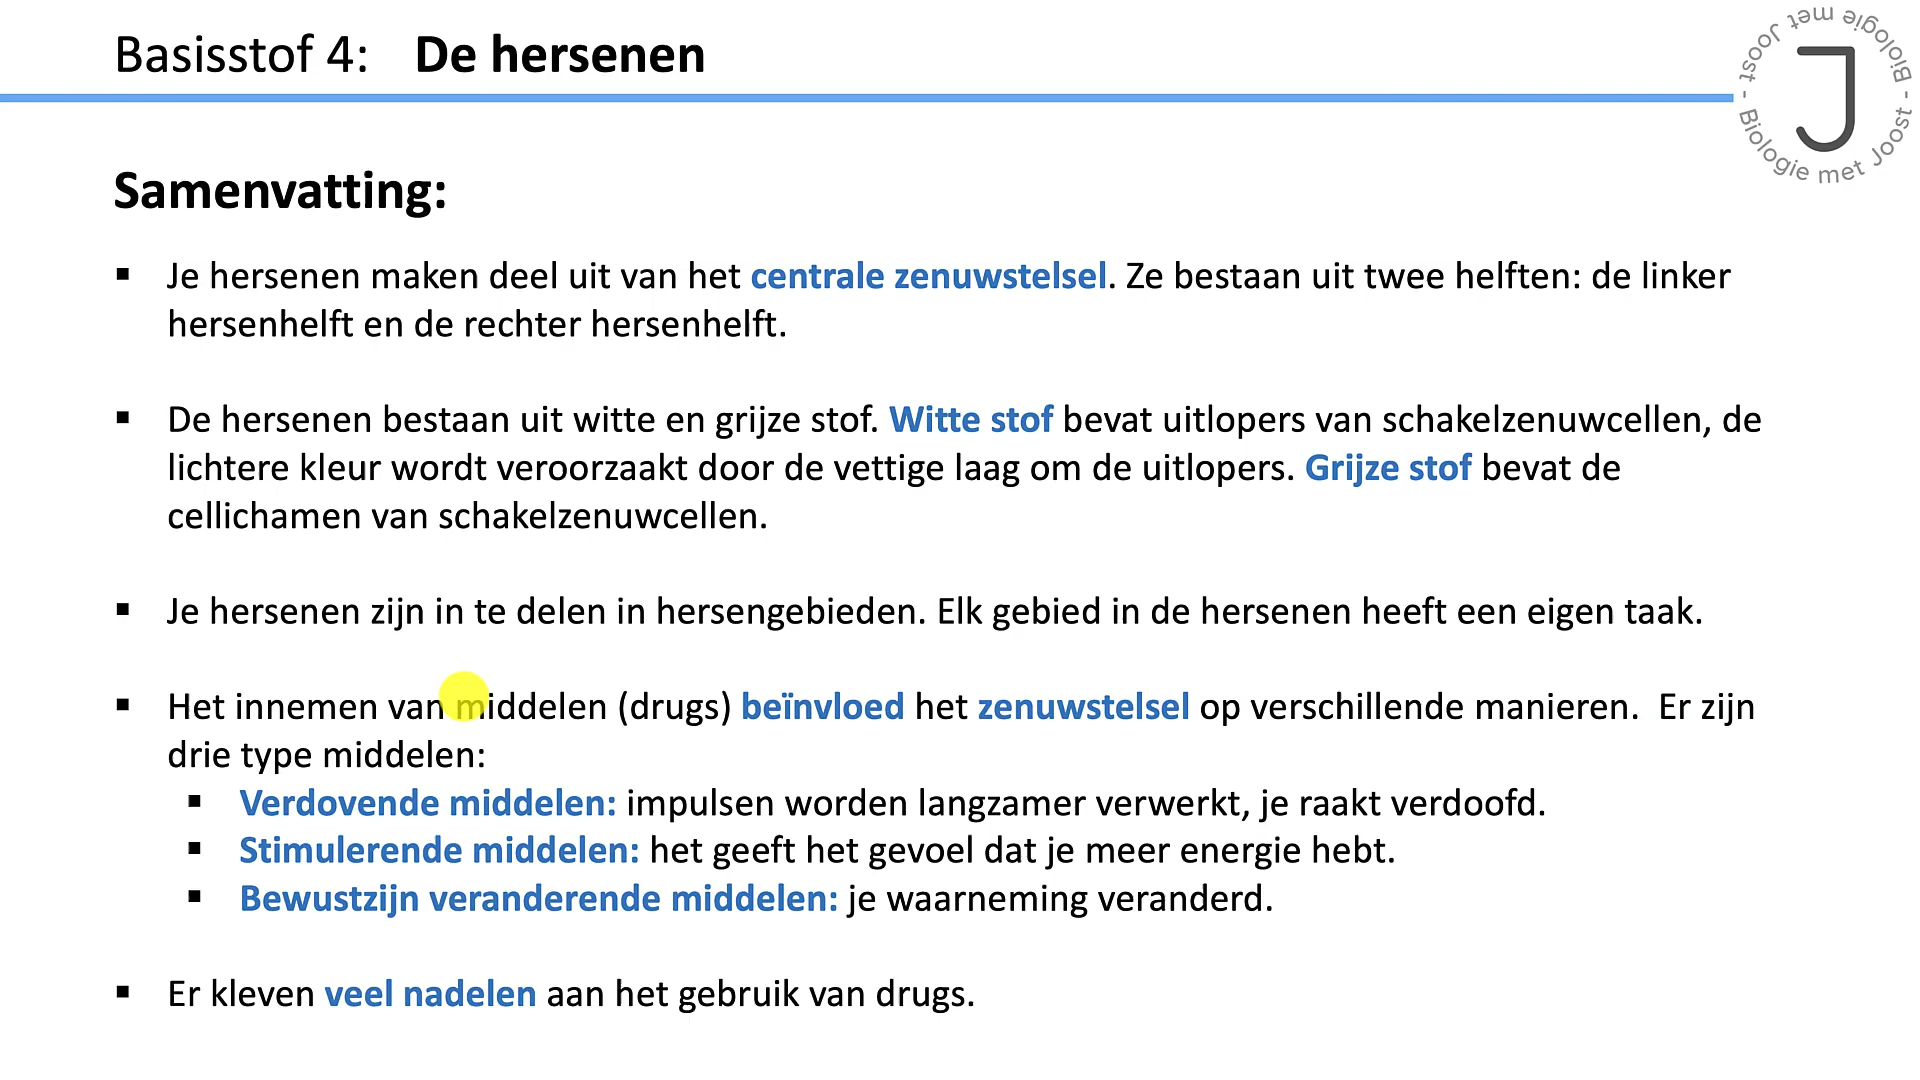 Basisstof 4: De hersenen
Biologie met Joost - Biologie met Joost -
J
Samenvatting:
▪ Je hersenen maken deel uit van het centrale zenuwstelsel. Ze bestaan uit twee helften: de linker
hersenhelft en de rechter hersenhelft.
▪ De hersenen bestaan uit witte en grijze stof. Witte stof bevat uitlopers van schakelzenuwcellen, de
lichtere kleur wordt veroorzaakt door de vettige laag om de uitlopers. Grijze stof bevat de
cellichamen van schakelzenuwcellen.
▪ Je hersenen zijn in te delen in hersengebieden. Elk gebied in de hersenen heeft een eigen taak.
▪ Het innemen van middelen (drugs) beïnvloed het zenuwstelsel op verschillende manieren. Er zijn
drie type middelen:
▪ Verdovende middelen: impulsen worden langzamer verwerkt, je raakt verdoofd.
▪ Stimulerende middelen: het geeft het gevoel dat je meer energie hebt.
▪ Bewustzijn veranderende middelen: je waarneming veranderd.
▪ Er kleven veel nadelen aan het gebruik van drugs.